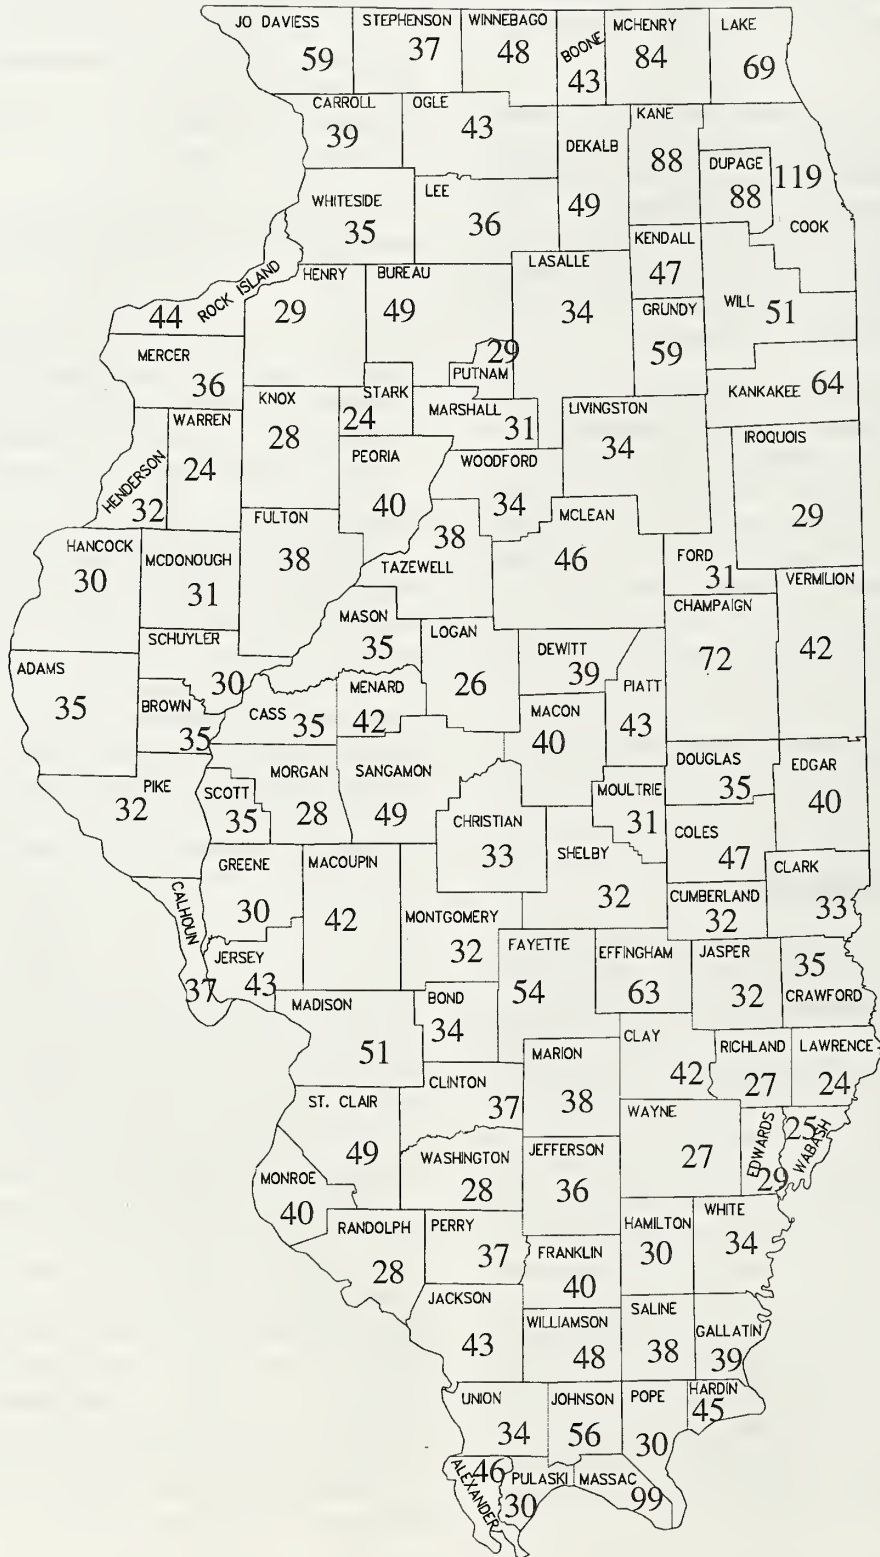 JO DAVIESS
59
STEPHENSON
37
WINNEBAGO
48
BOONE
43
MCHENRY
84
LAKE
69
CARROLL
39
OGLE
43
DEKALB
49
KANE
88
DUPAGE
88
119
COOK
WHITESIDE
35
LEE
36
KENDALL
47
ROCK ISLAND
44
HENRY
29
BUREAU
49
LASALLE
34
GRUNDY
59
WILL 51
29
PUTNAM
MERCER
36
KNOX
28
STARK
24
MARSHALL
31
LIVINGSTON
34
KANKAKEE 64
WARREN
24
HENDERSON
32
PEORIA
40
WOODFORD
34
IROQUOIS
29
FULTON
38
38
TAZEWELL
MCLEAN
46
FORD
31
HANCOCK
30
MCDONOUGH
31
MASON
35
LOGAN
26
CHAMPAIGN
72
VERMILION
42
SCHUYLER
30
DEWITT
39
PIATT
43
ADAMS
35
BROWN
35
CASS 35
MENARD
42
MACON
40
PIKE
32
SCOTT
35
MORGAN
28
SANGAMON
49
CHRISTIAN
33
MOULTRIE
31
DOUGLAS
35
EDGAR
40
COLES
47
SHELBY
32
CLARK
33
GREENE
30
MACOUPIN
42
MONTGOMERY
32
CUMBERLAND
32
CALHOUN
37
JERSEY
43
FAYETTE
54
EFFINGHAM
63
JASPER
32
35
CRAWFORD
MADISON
51
BOND
34
CLAY
42
RICHLAND
27
LAWRENCE
24
MARION
38
CLINTON
37
ST. CLAIR
49
WAYNE
27
EDWARDS
29
25
WABASH
WASHINGTON
28
JEFFERSON
36
MONROE
40
RANDOLPH
28
PERRY
37
HAMILTON
30
WHITE
34
FRANKLIN
40
JACKSON
43
WILLIAMSON
48
SALINE
38
GALLATIN
39
UNION
34
JOHNSON
56
POPE
30
HARDIN
45
46
ALEXANDER
PULASKI
30
MASSAC
99